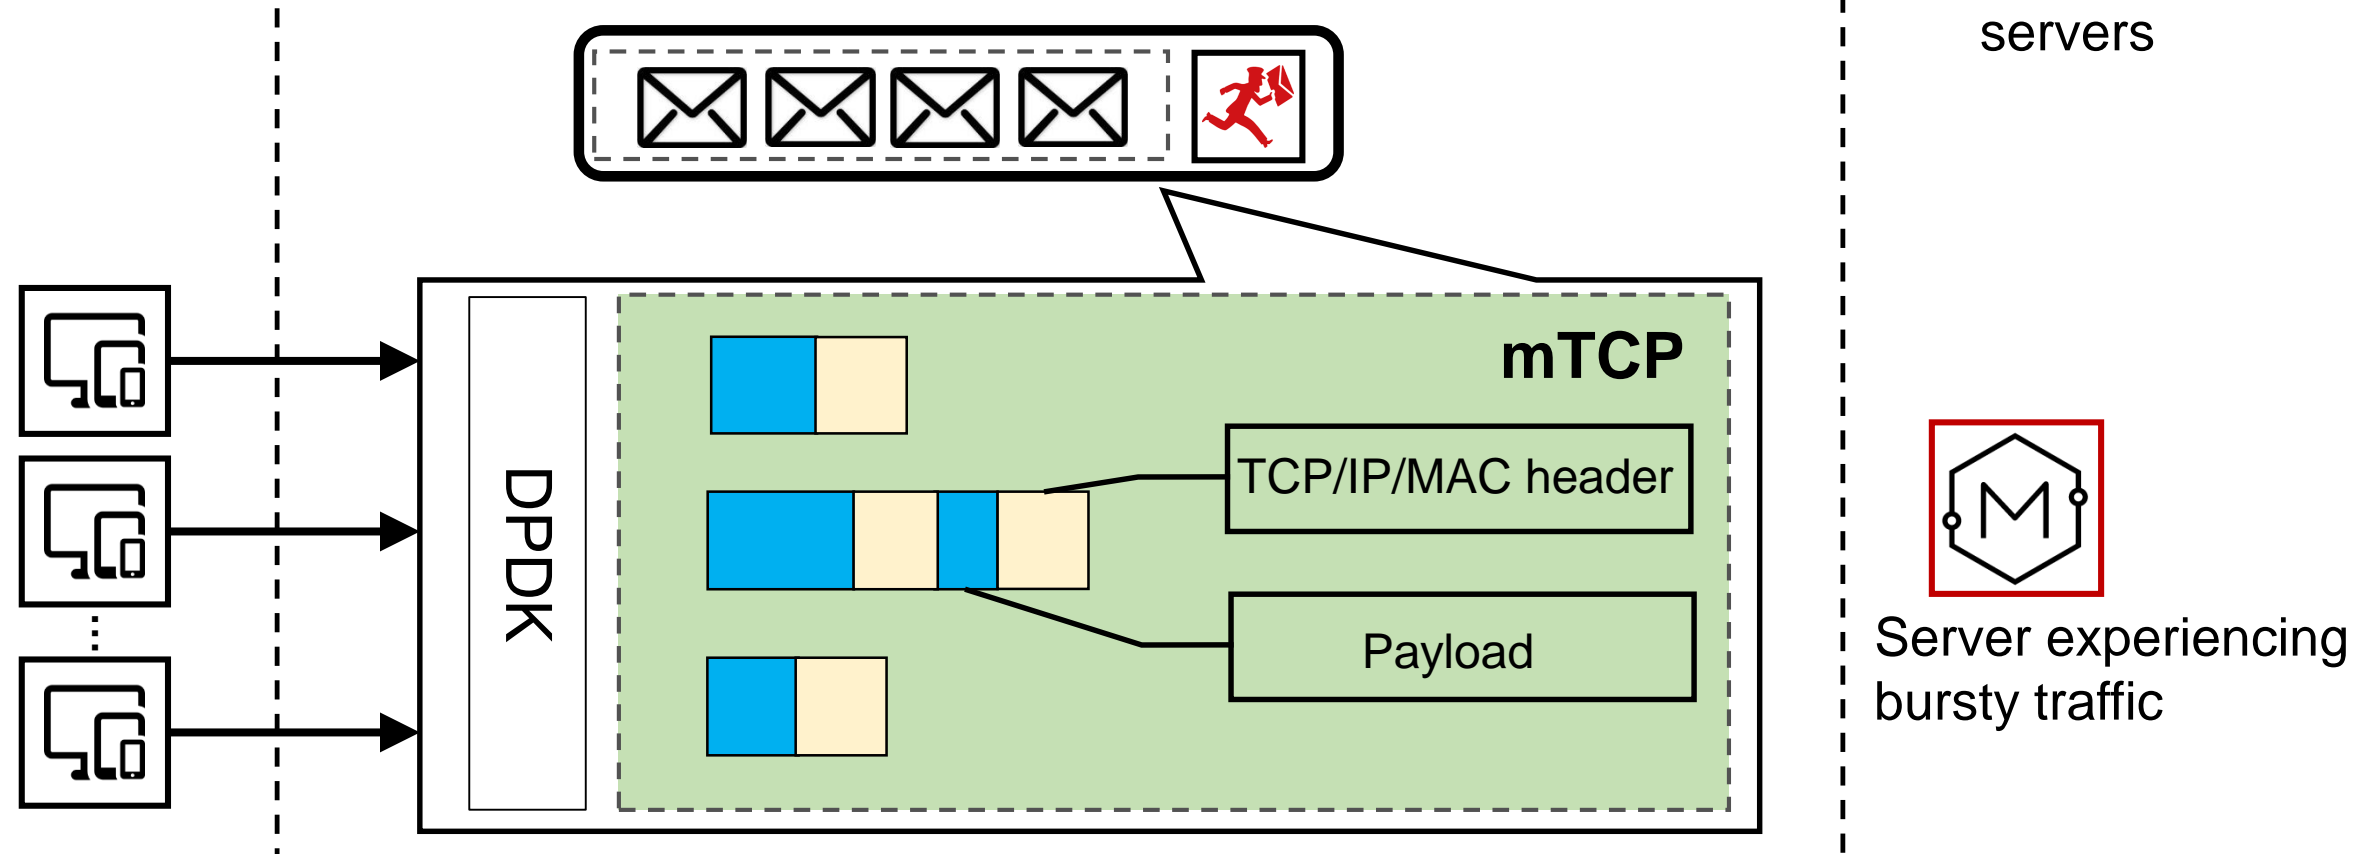 servers
mTCP
TCP/IP/MAC header
DPDK
Payload
M
Server experiencing
bursty traffic